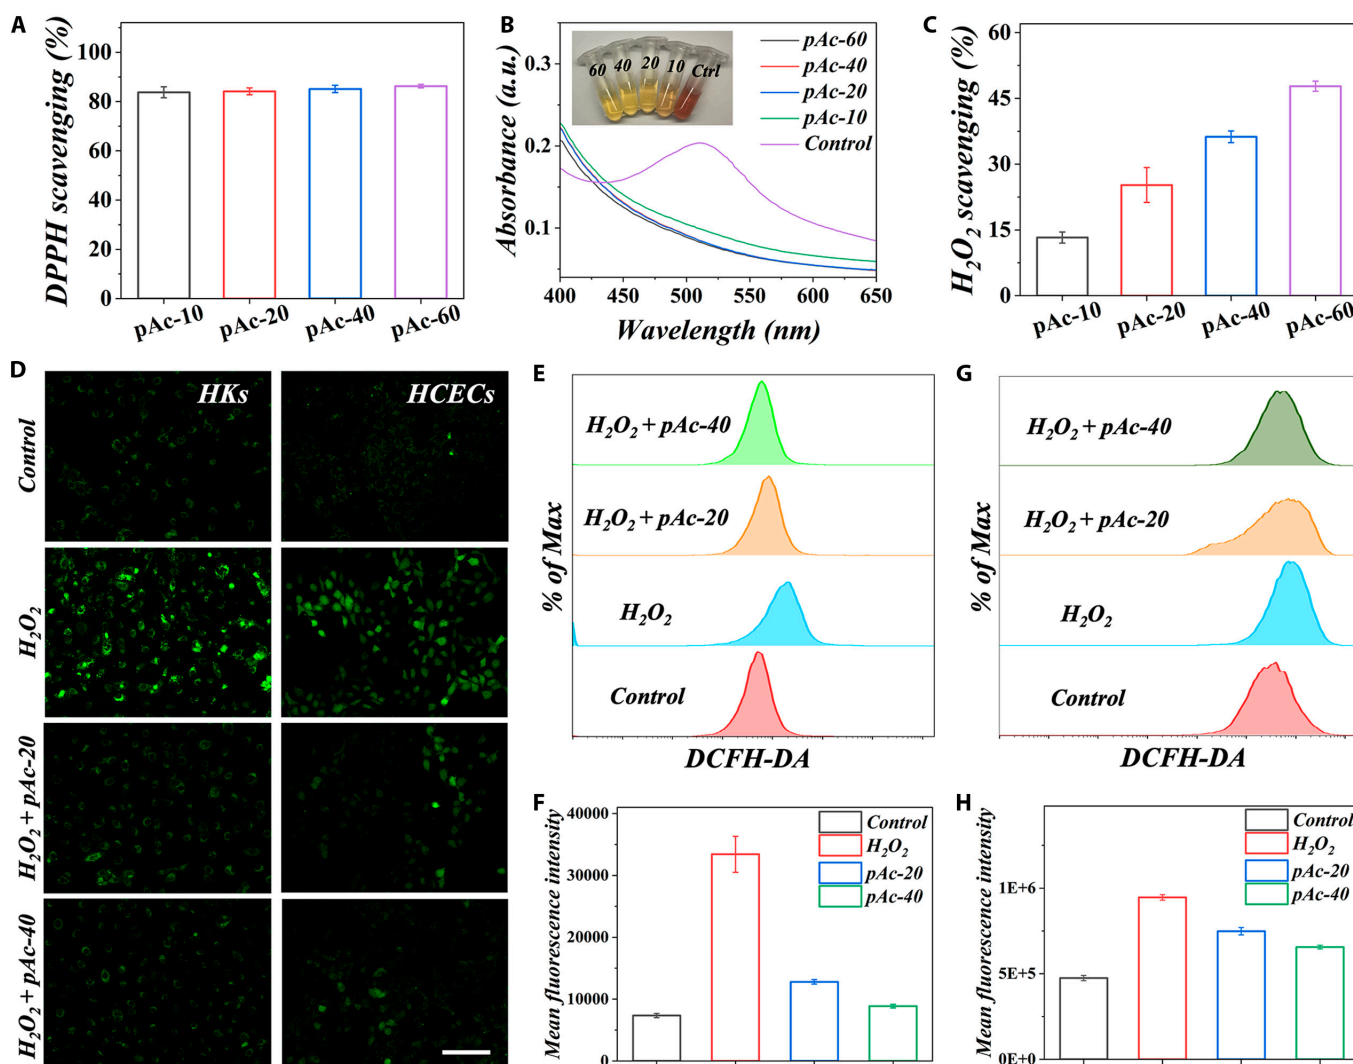 A
DPPH scavenging (%)
100
80
60
40
20
0
pAc-10
pAc-20
pAc-40
pAc-60
B
Absorbance (a.u.)
0.3
0.2
0.1
60
40
20
10
Ctrl
pAc-60
pAc-40
pAc-20
pAc-10
Control
400
450
500
550
600
650
Wavelength (nm)
C
H₂O₂ scavenging (%)
60
45
30
15
0
pAc-10
pAc-20
pAc-40
pAc-60
D
HKs
HCECs
Control
H₂O₂
H₂O₂ + pAc-20
H₂O₂ + pAc-40
E
% of Max
H₂O₂ + pAc-40
H₂O₂ + pAc-20
H₂O₂
Control
DCFH-DA
G
% of Max
H₂O₂ + pAc-40
H₂O₂ + pAc-20
H₂O₂
Control
DCFH-DA
F
Mean fluorescence intensity
40000
30000
20000
10000
0
Control
H₂O₂
pAc-20
pAc-40
H
Mean fluorescence intensity
1E+6
5E+5
0E+0
Control
H₂O₂
pAc-20
pAc-40